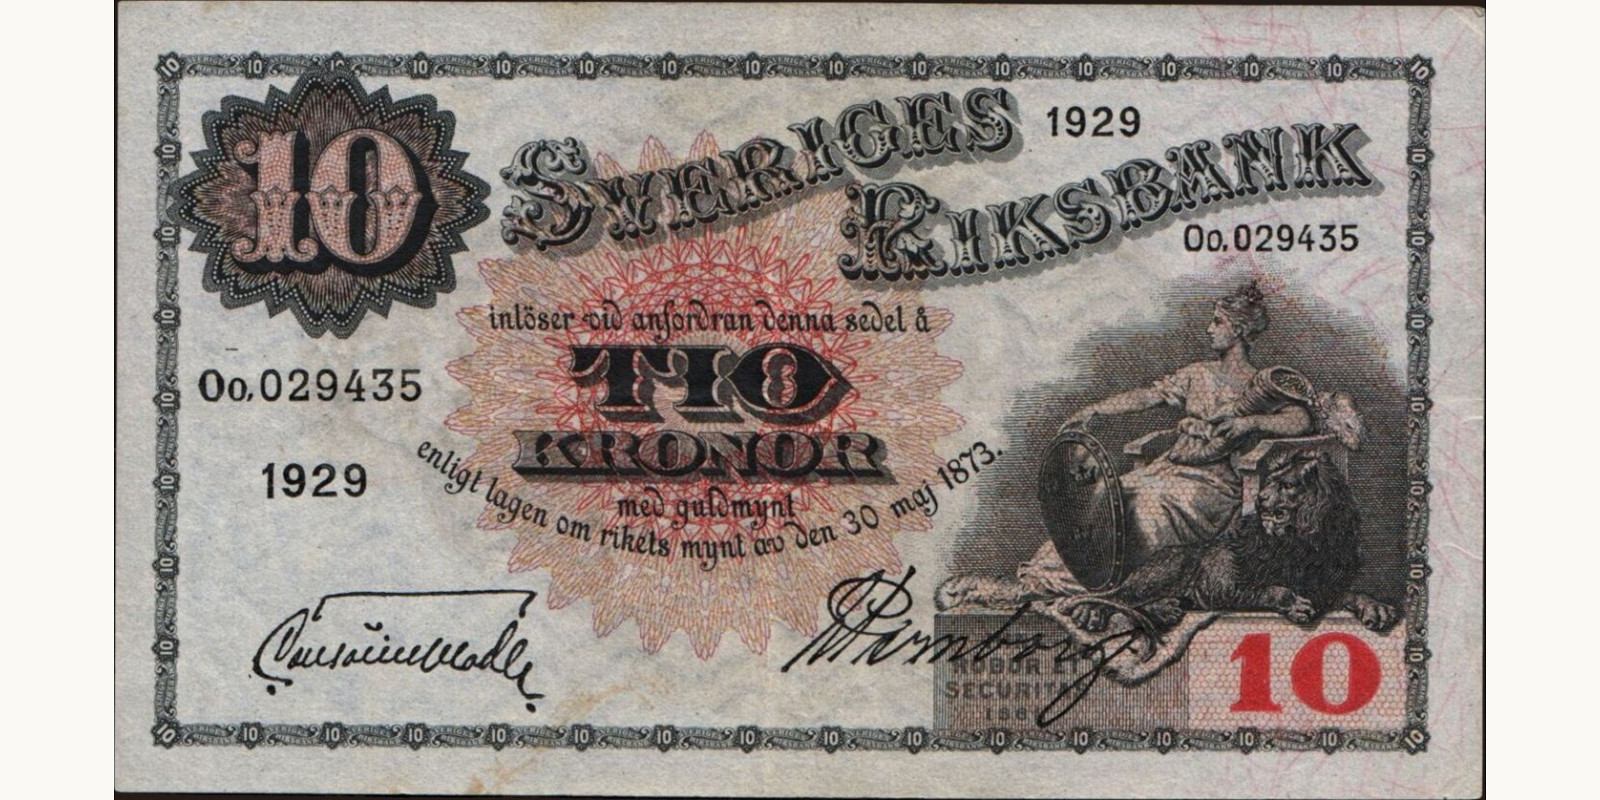 10
SVERIGES
1929
RIKSBANK
Oo,029435
inlöser vid anfordran denna sedel å
TIO
KRONOR
Oo,029435
1929
med guldmynt
enligt lagen om rikets mynt av den 30 maj 1873.
SECURIT
10